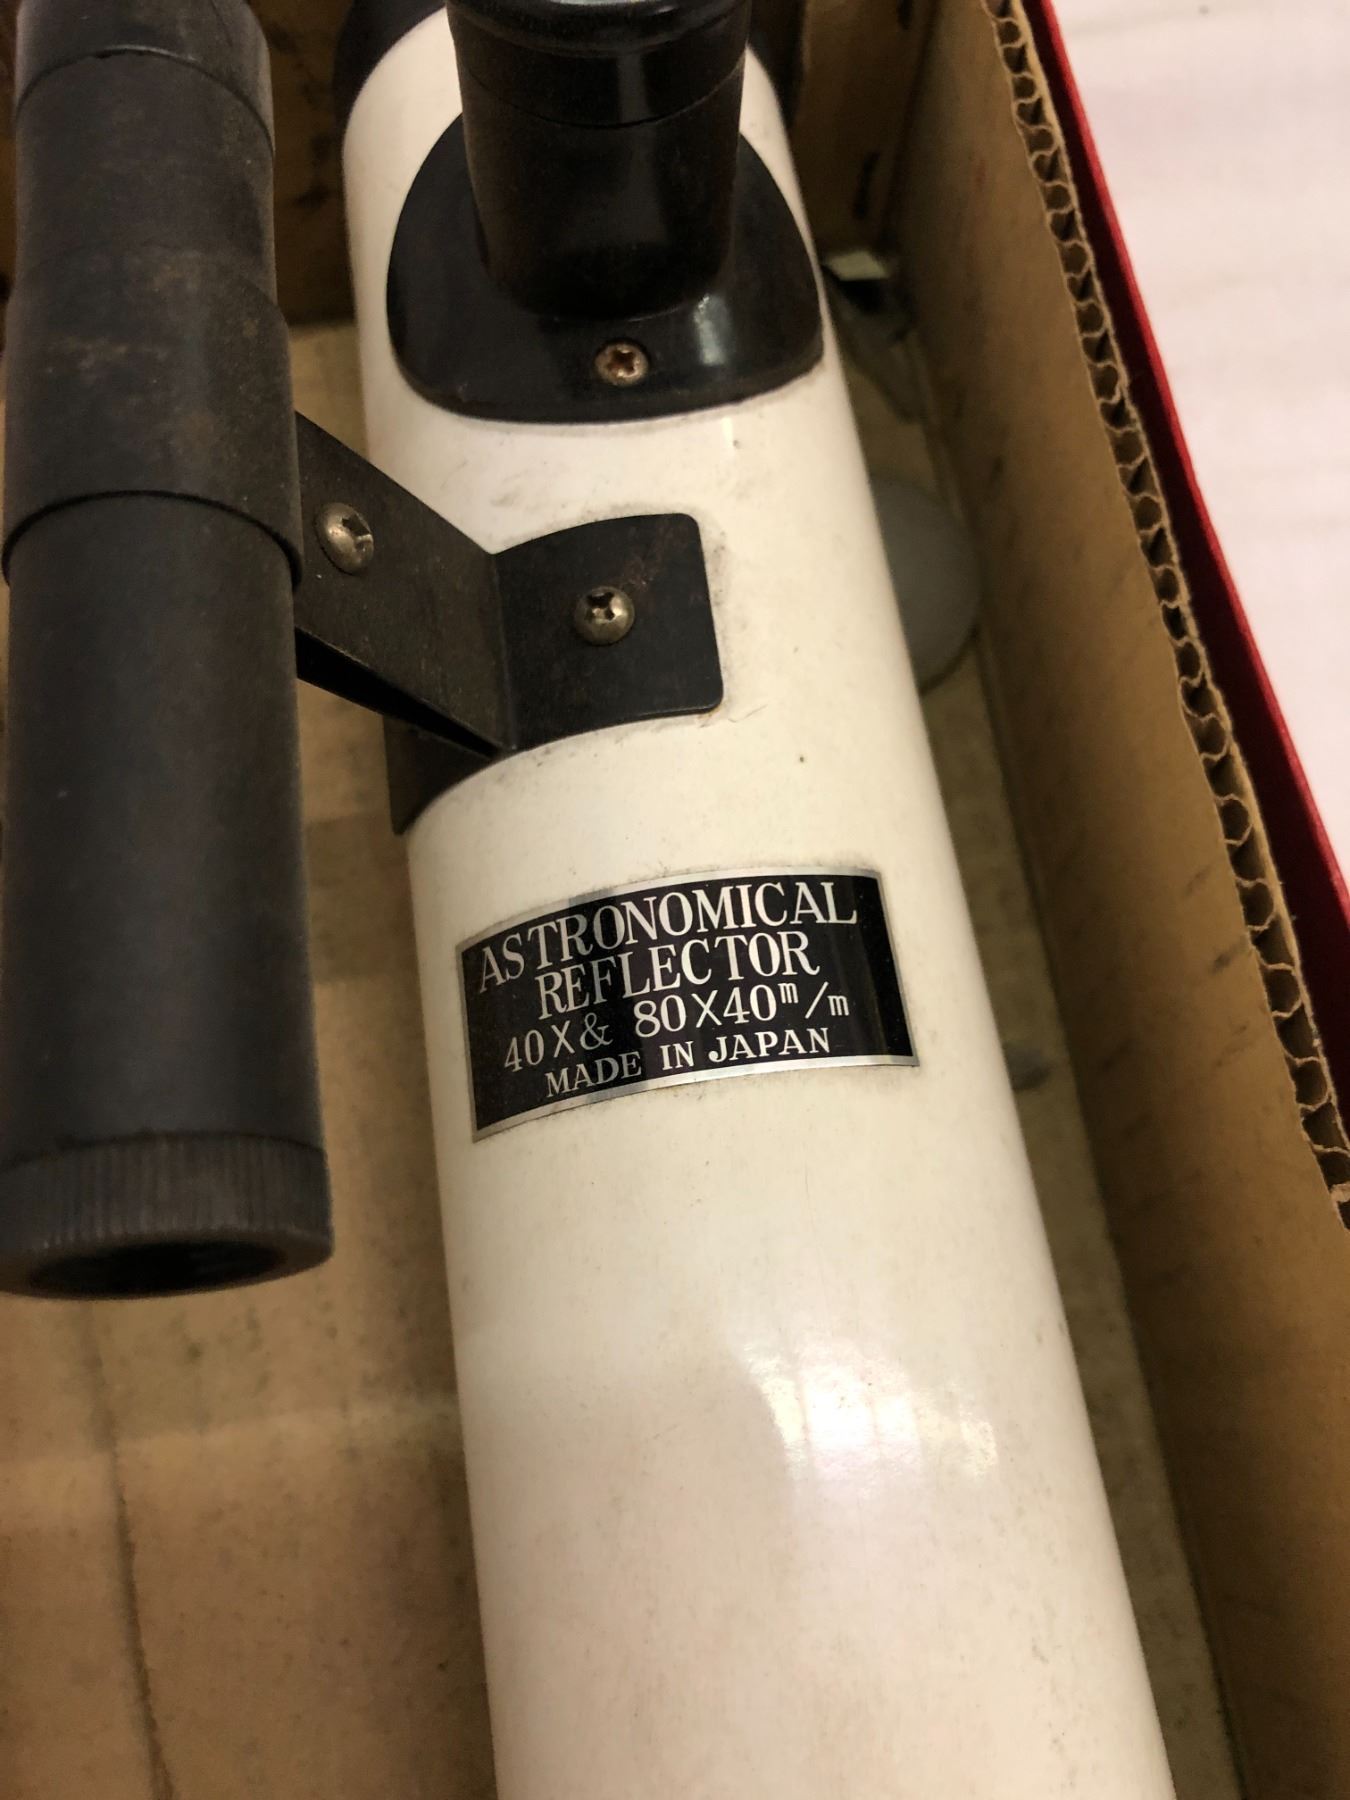 ASTRONOMICAL
REFLECTOR
40X & 80X40m/m
MADE IN JAPAN